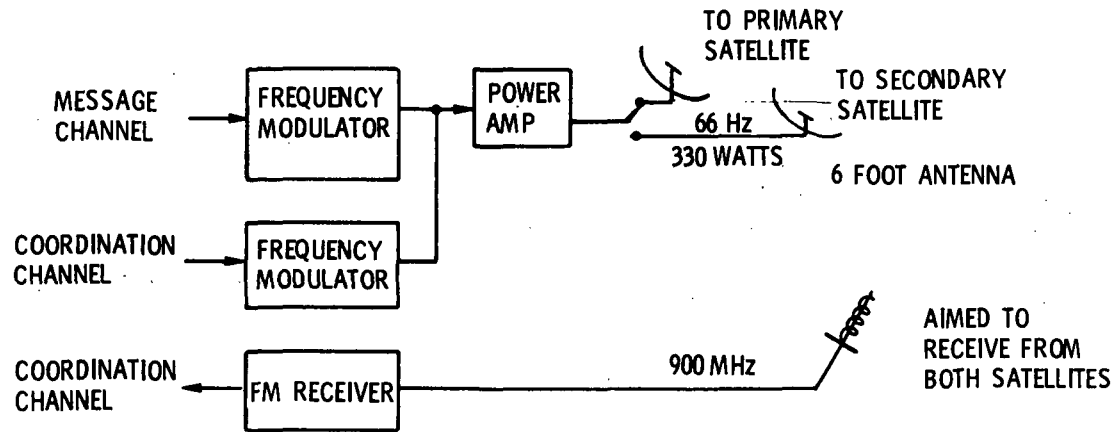 TO PRIMARY
SATELLITE
TO SECONDARY
SATELLITE
MESSAGE
CHANNEL
FREQUENCY
MODULATOR
POWER
AMP
66 Hz
330 WATTS
6 FOOT ANTENNA
COORDINATION
CHANNEL
FREQUENCY
MODULATOR
COORDINATION
CHANNEL
FM RECEIVER
900 MHz
AIMED TO
RECEIVE FROM
BOTH SATELLITES